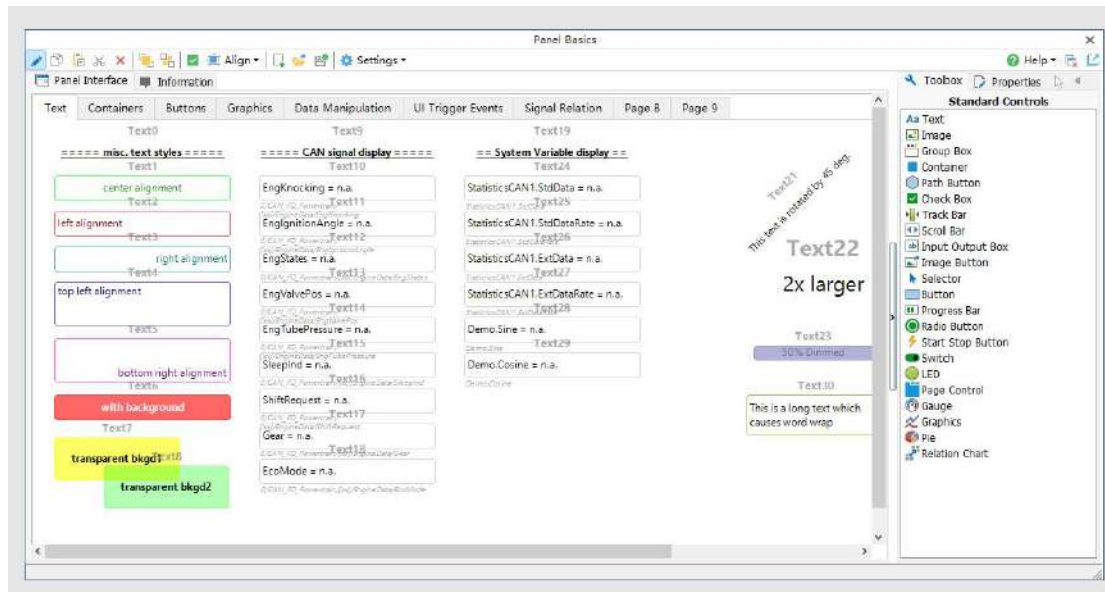 Panel Basics
Align
Settings
Help
Panel Interface
Information
Toolbox
Properties
Text
Containers
Buttons
Graphics
Data Manipulation
UI Trigger Events
Signal Relation
Page 8
Page 9
Text0
===== misc. text styles =====
Text1
center alignment
Text2
left alignment
Text3
right alignment
Text4
top left alignment
Text5
bottom right alignment
Text6
with background
Text7
transparent bkgd1
Text8
transparent bkgd2
Text9
===== CAN signal display =====
Text10
EngKnocking = n.a.
Text11
EngIgnitionAngle = n.a.
Text12
EngStates = n.a.
Text13
EngValvePos = n.a.
Text14
EngTubePressure = n.a.
Text15
SleepInd = n.a.
Text16
ShiftRequest = n.a.
Text17
Gear = n.a.
Text18
EcoMode = n.a.
Text19
== System Variable display ==
Text24
StatisticsCAN1.StdData = n.a.
Text25
StatisticsCAN1.StdDataRate = n.a.
Text26
StatisticsCAN1.ExtData = n.a.
Text27
StatisticsCAN1.ExtDataRate = n.a.
Text28
Demo.Sine = n.a.
Demo.Sine
Text29
Demo.Cosine = n.a.
Demo.Cosine
Text21
This text is rotated by 45 deg.
Text22
2x larger
Text23
50% Dimmed
Text30
This is a long text which
causes word wrap
Standard Controls
Aa Text
Image
Group Box
Container
Path Button
Check Box
Track Bar
Scroll Bar
Input Output Box
Image Button
Selector
Button
Progress Bar
Radio Button
Start Stop Button
Switch
LED
Page Control
Gauge
Graphics
Pie
Relation Chart